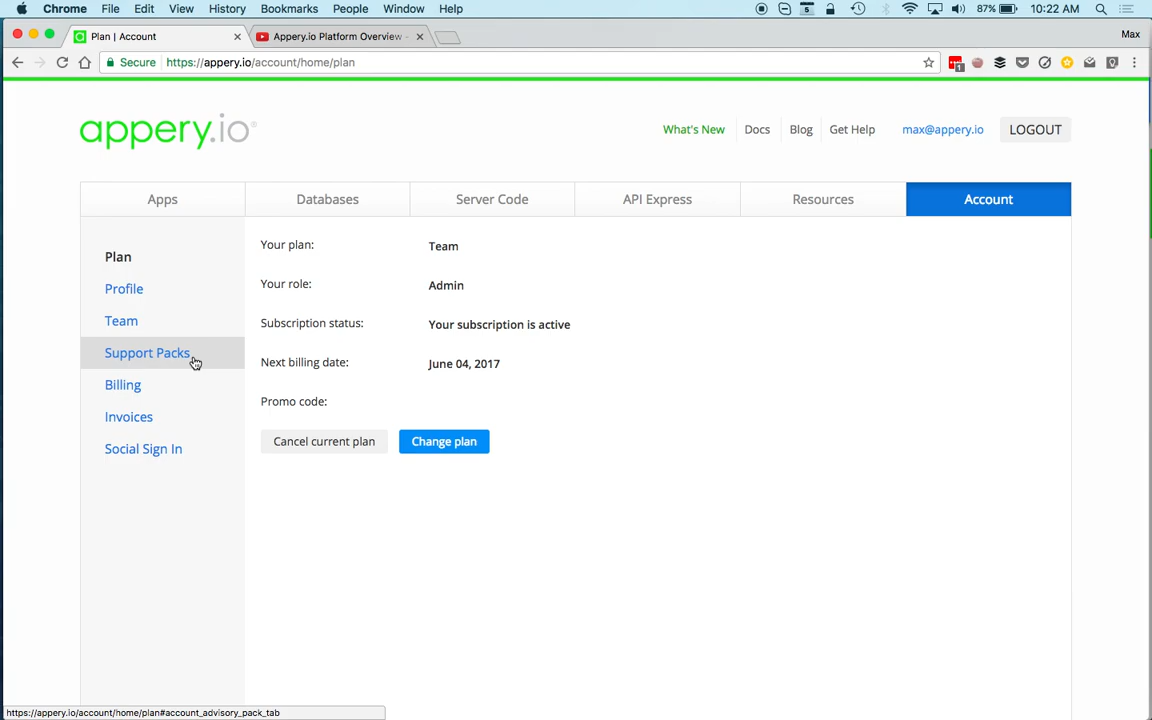 Chrome File Edit View History Bookmarks People Window Help 5 87% 10:22 AM
Plan | Account Appery.io Platform Overview - Max
Secure https://appery.io/account/home/plan 1
appery.io®
What's New Docs Blog Get Help max@appery.io LOGOUT
Apps Databases Server Code API Express Resources Account
Plan
Profile
Team
Support Packs
Billing
Invoices
Social Sign In
Your plan: Team
Your role: Admin
Subscription status: Your subscription is active
Next billing date: June 04, 2017
Promo code:
Cancel current plan Change plan
https://appery.io/account/home/plan#account_advisory_pack_tab